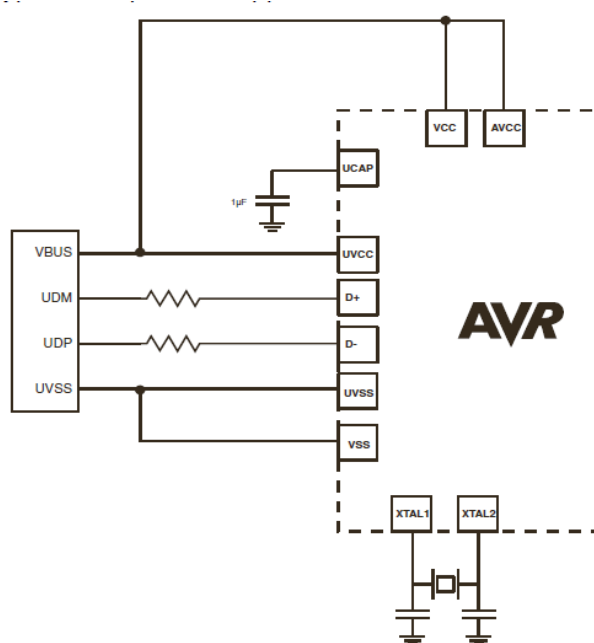 VCC
AVCC
UCAP
1µF
VBUS
UVCC
UDM
D+
AVR
UDP
D-
UVSS
UVSS
VSS
XTAL1
XTAL2